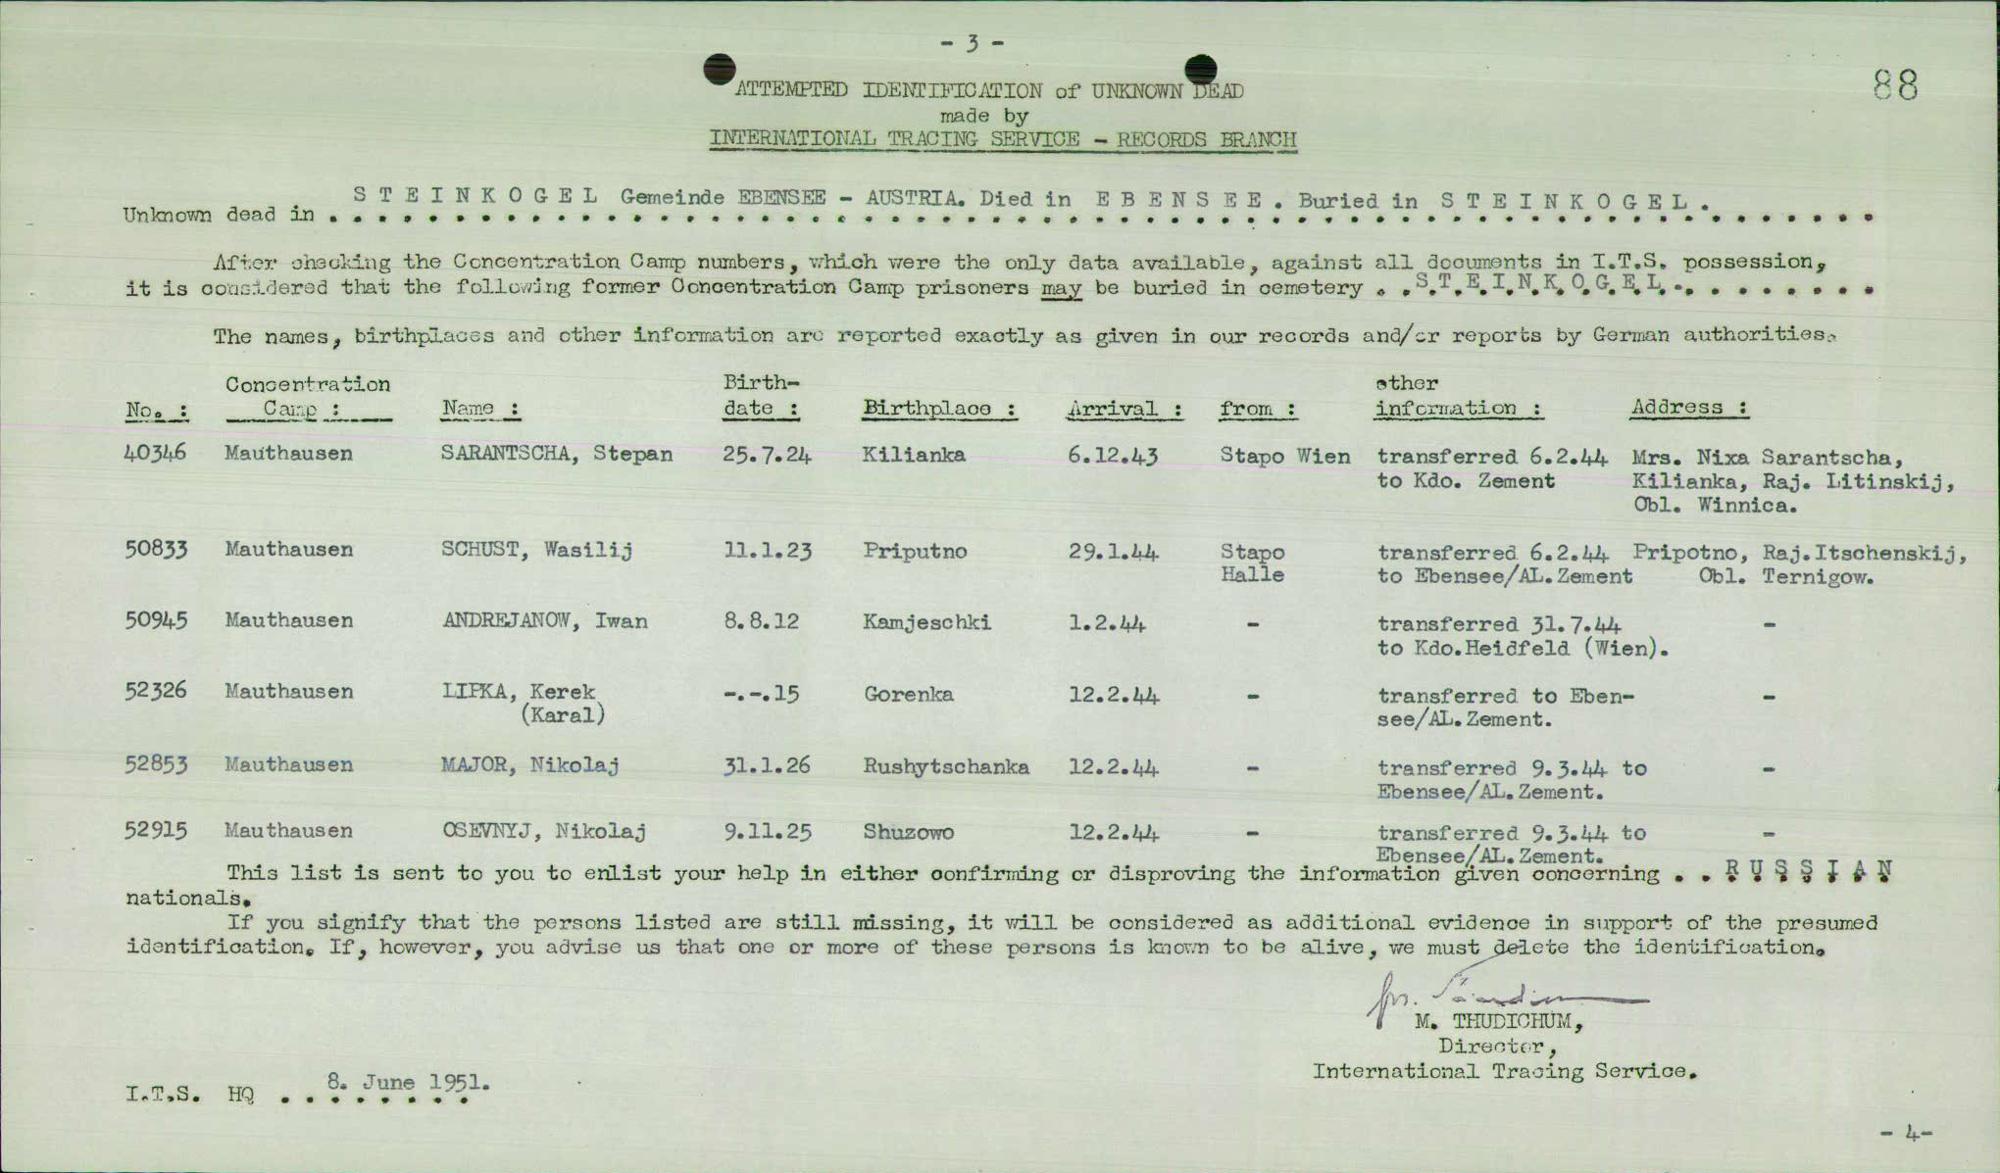 - 3 -
88
ATTEMPTED IDENTIFICATION of UNKNOWN DEAD
made by
INTERNATIONAL TRACING SERVICE - RECORDS BRANCH
Unknown dead in S T E I N K O G E L Gemeinde EBENSEE - AUSTRIA. Died in E B E N S E E . Buried in S T E I N K O G E L .
After checking the Concentration Camp numbers, which were the only data available, against all documents in I.T.S. possession,
it is considered that the following former Concentration Camp prisoners may be buried in cemetery . . S.T.E.I.N.K.O.G.E.L. . . . . . . . .
The names, birthplaces and other information are reported exactly as given in our records and/or reports by German authorities.
Concentration Birth- other
No. : Camp : Name : date : Birthplace : Arrival : from : information : Address :
40346 Mauthausen SARANTSCHA, Stepan 25.7.24 Kilianka 6.12.43 Stapo Wien transferred 6.2.44 Mrs. Nixa Sarantscha,
to Kdo. Zement Kilianka, Raj. Litinskij,
Obl. Winnica.
50833 Mauthausen SCHUST, Wasilij 11.1.23 Priputno 29.1.44 Stapo transferred 6.2.44 Pripotno, Raj.Itschenskij,
Halle to Ebensee/AL.Zement Obl. Ternigow.
50945 Mauthausen ANDREJANOW, Iwan 8.8.12 Kamjeschki 1.2.44 - transferred 31.7.44 -
to Kdo.Heidfeld (Wien).
52326 Mauthausen LIPKA, Kerek -.-.15 Gorenka 12.2.44 - transferred to Eben- -
(Karal) see/AL.Zement.
52853 Mauthausen MAJOR, Nikolaj 31.1.26 Rushytschanka 12.2.44 - transferred 9.3.44 to -
Ebensee/AL.Zement.
52915 Mauthausen OSEVNYJ, Nikolaj 9.11.25 Shuzowo 12.2.44 - transferred 9.3.44 to -
Ebensee/AL.Zement.
This list is sent to you to enlist your help in either confirming or disproving the information given concerning . . R U S S I A N
nationals.
If you signify that the persons listed are still missing, it will be considered as additional evidence in support of the presumed
identification. If, however, you advise us that one or more of these persons is known to be alive, we must delete the identification.
M. THUDICHUM,
Director,
International Tracing Service.
I.T.S. HQ 8. June 1951.
- 4-